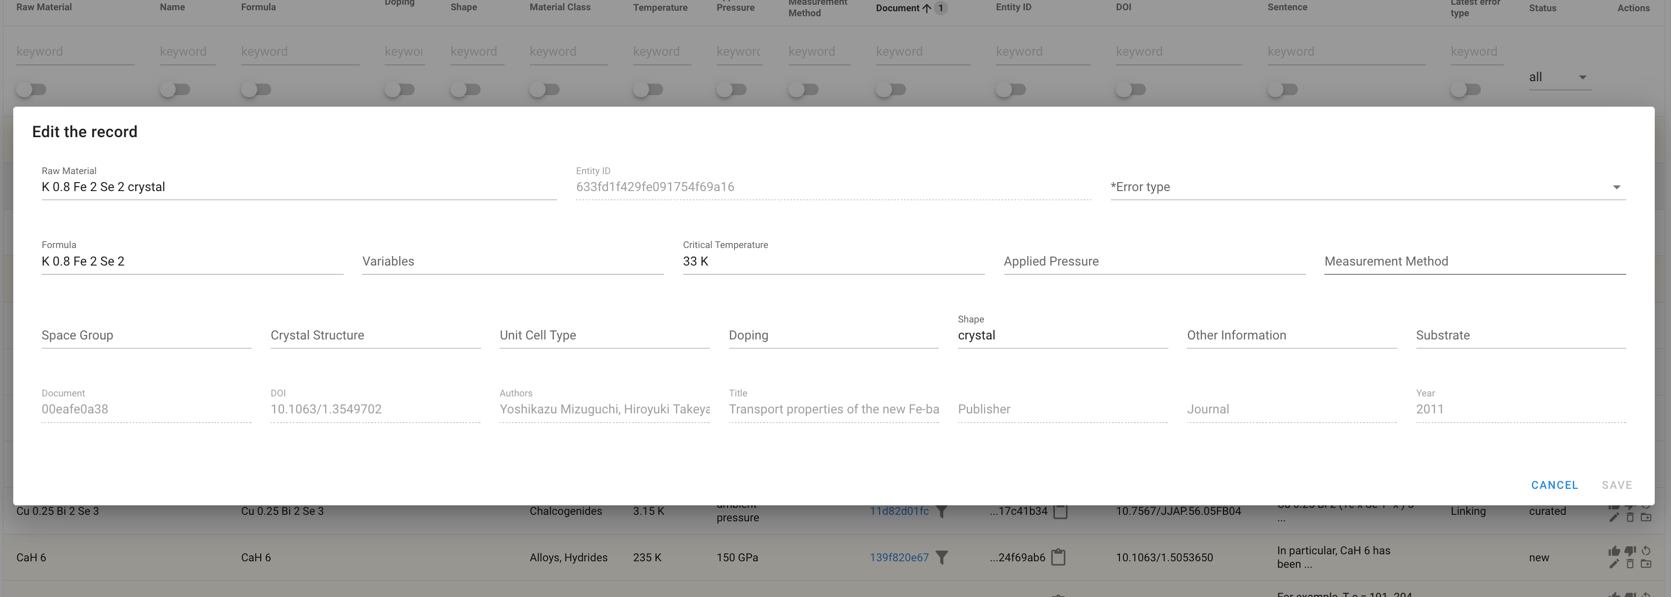 Raw Material Name Formula Doping Shape Material Class Temperature Pressure Measurement Method Document 1 Entity ID DOI Sentence Latest error type Status Actions
keyword keyword keyword keywor keyword keyword keyword keyword keyword keyword keyword keyword keyword keyword
all
Edit the record
Raw Material Entity ID
K 0.8 Fe 2 Se 2 crystal 633fd1f429fe091754f69a16 *Error type
Formula Critical Temperature
K 0.8 Fe 2 Se 2 Variables 33 K Applied Pressure Measurement Method
Shape
Space Group Crystal Structure Unit Cell Type Doping crystal Other Information Substrate
Document DOI Authors Title Year
00eafe0a38 10.1063/1.3549702 Yoshikazu Mizuguchi, Hiroyuki Takeya Transport properties of the new Fe-ba Publisher Journal 2011
CANCEL SAVE
Cu 0.25 Bi 2 Se 3 Cu 0.25 Bi 2 Se 3 Chalcogenides 3.15 K ambient pressure 11d82d01fc ...17c41b34 10.7567/JJAP.56.05FB04 ... Linking curated
CaH 6 CaH 6 Alloys, Hydrides 235 K 150 GPa 139f820e67 ...24f69ab6 10.1063/1.5053650 In particular, CaH 6 has been ... new